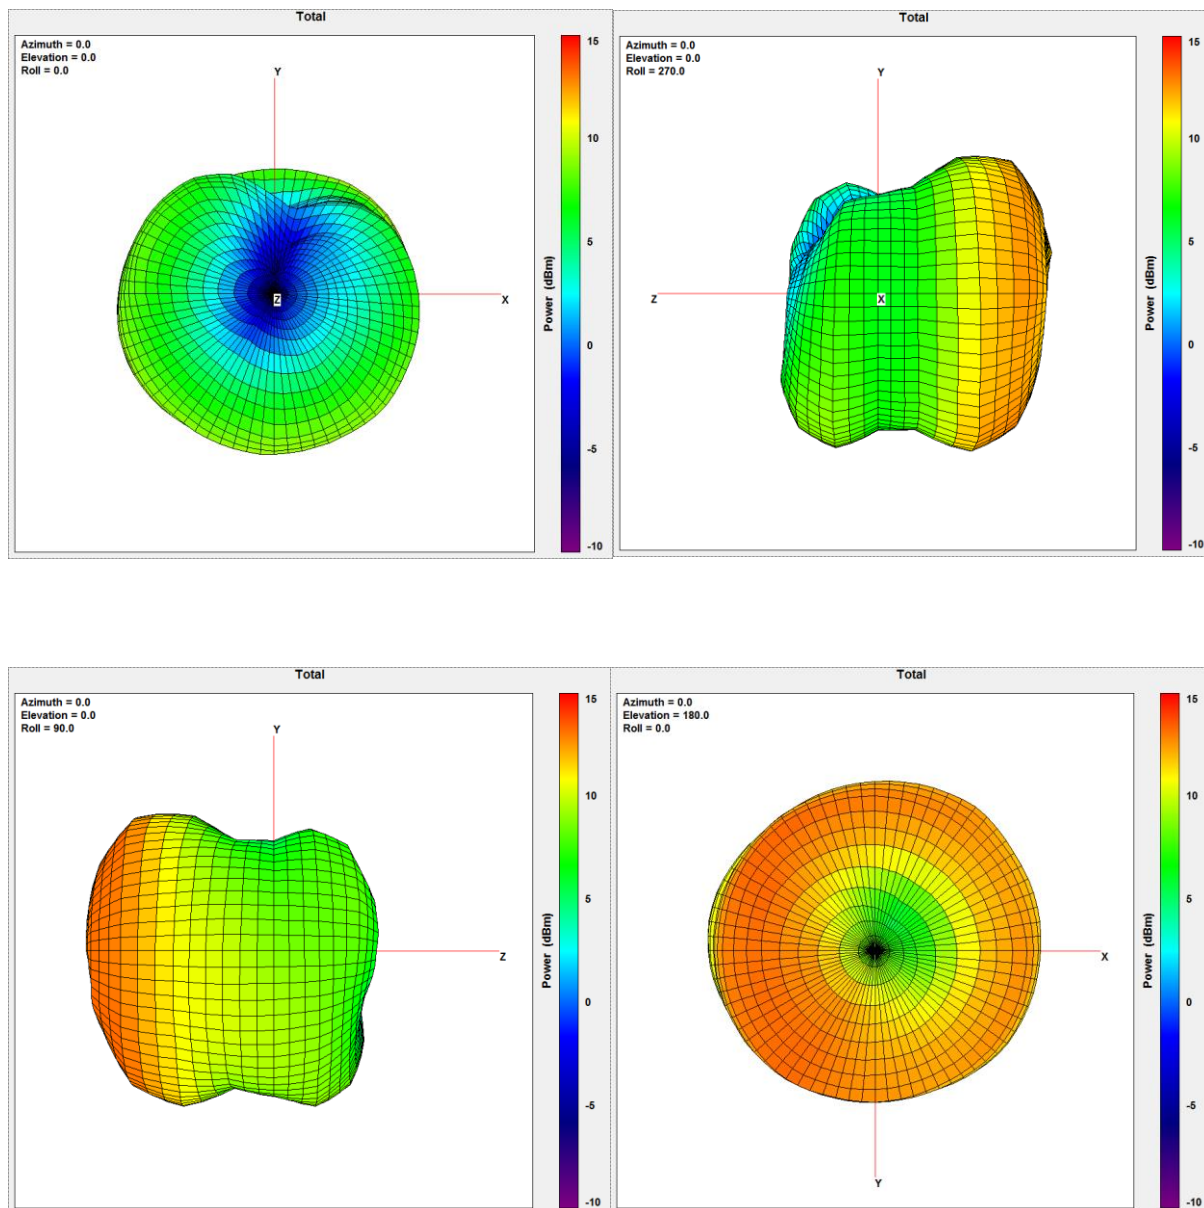 Total
Azimuth = 0.0
Elevation = 0.0
Roll = 0.0
Y
Z
X
15
10
5
0
-5
-10
Power (dBm)
Total
Azimuth = 0.0
Elevation = 0.0
Roll = 270.0
Y
Z
X
15
10
5
0
-5
-10
Power (dBm)
Total
Azimuth = 0.0
Elevation = 0.0
Roll = 90.0
Y
Z
15
10
5
0
-5
-10
Power (dBm)
Total
Azimuth = 0.0
Elevation = 180.0
Roll = 0.0
X
Y
15
10
5
0
-5
-10
Power (dBm)